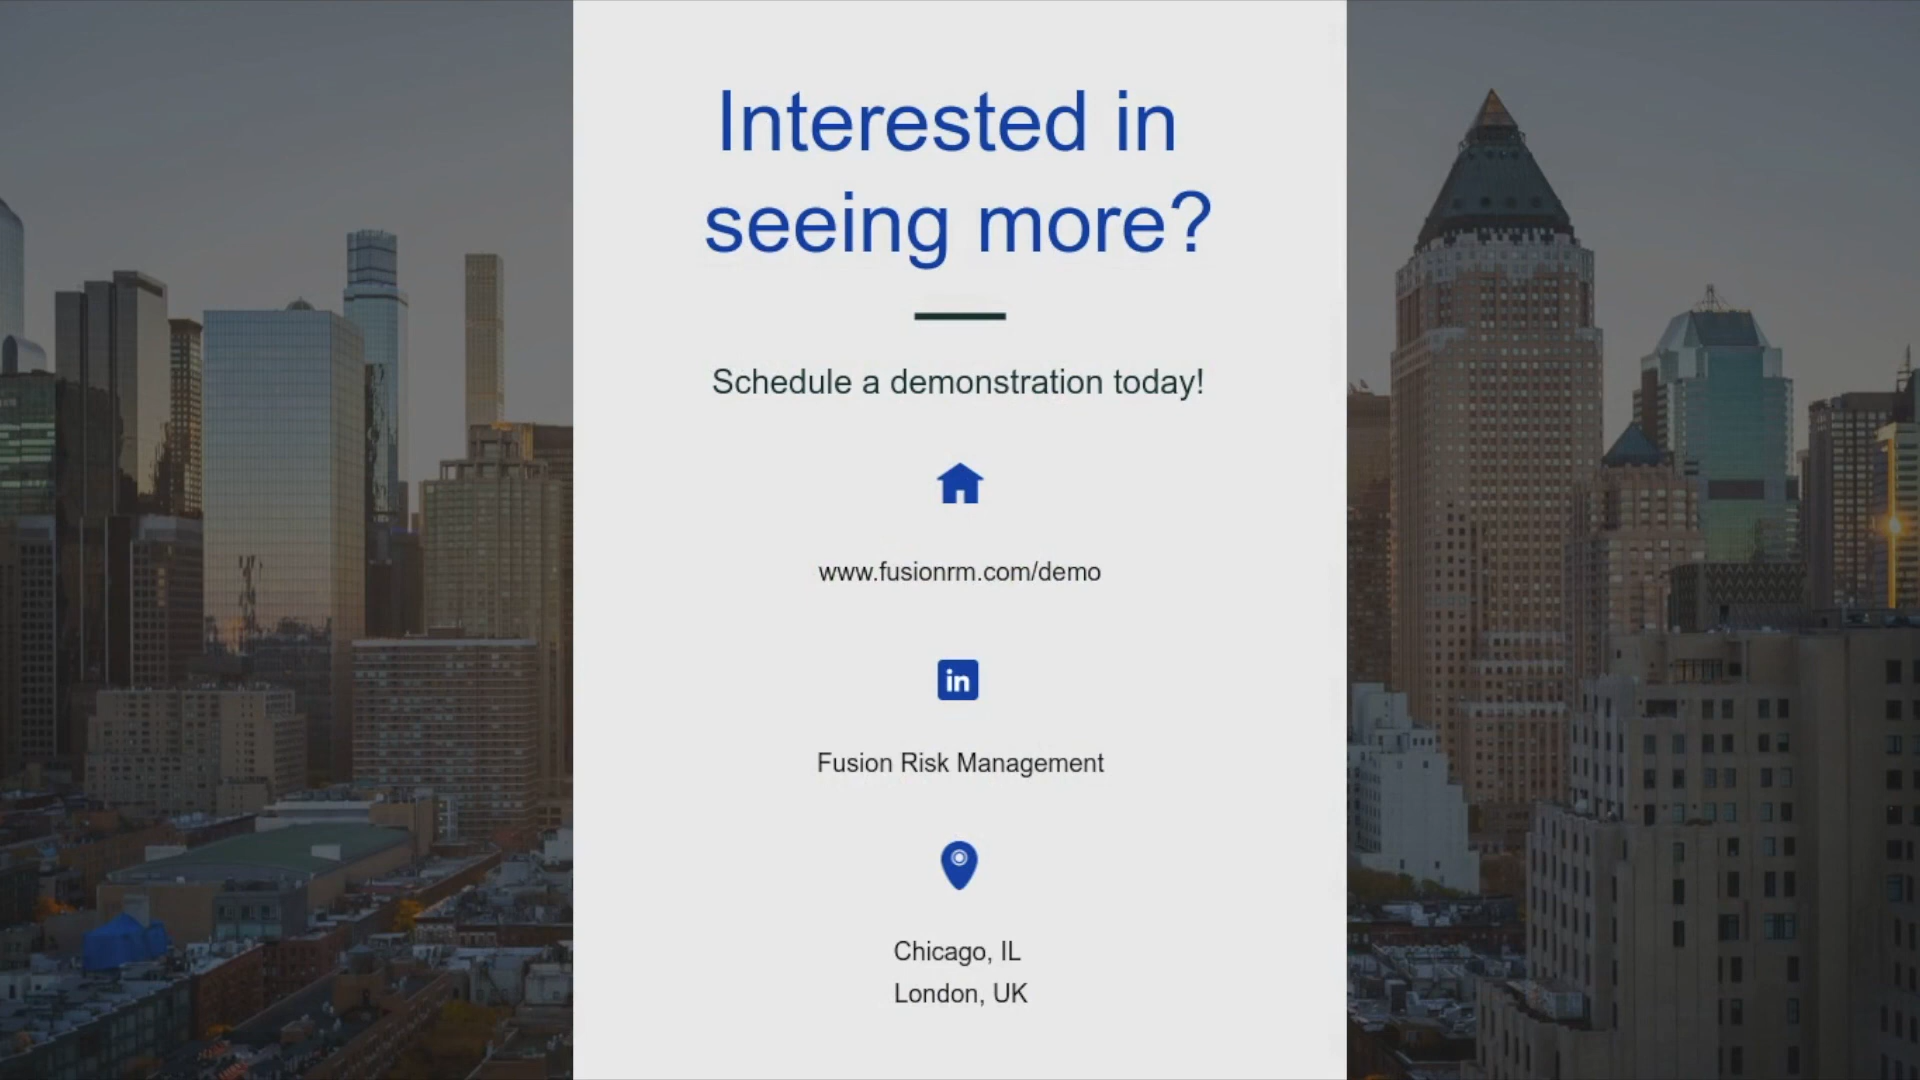 Interested in
seeing more?
Schedule a demonstration today!
www.fusionrm.com/demo
in
Fusion Risk Management
Chicago, IL
London, UK